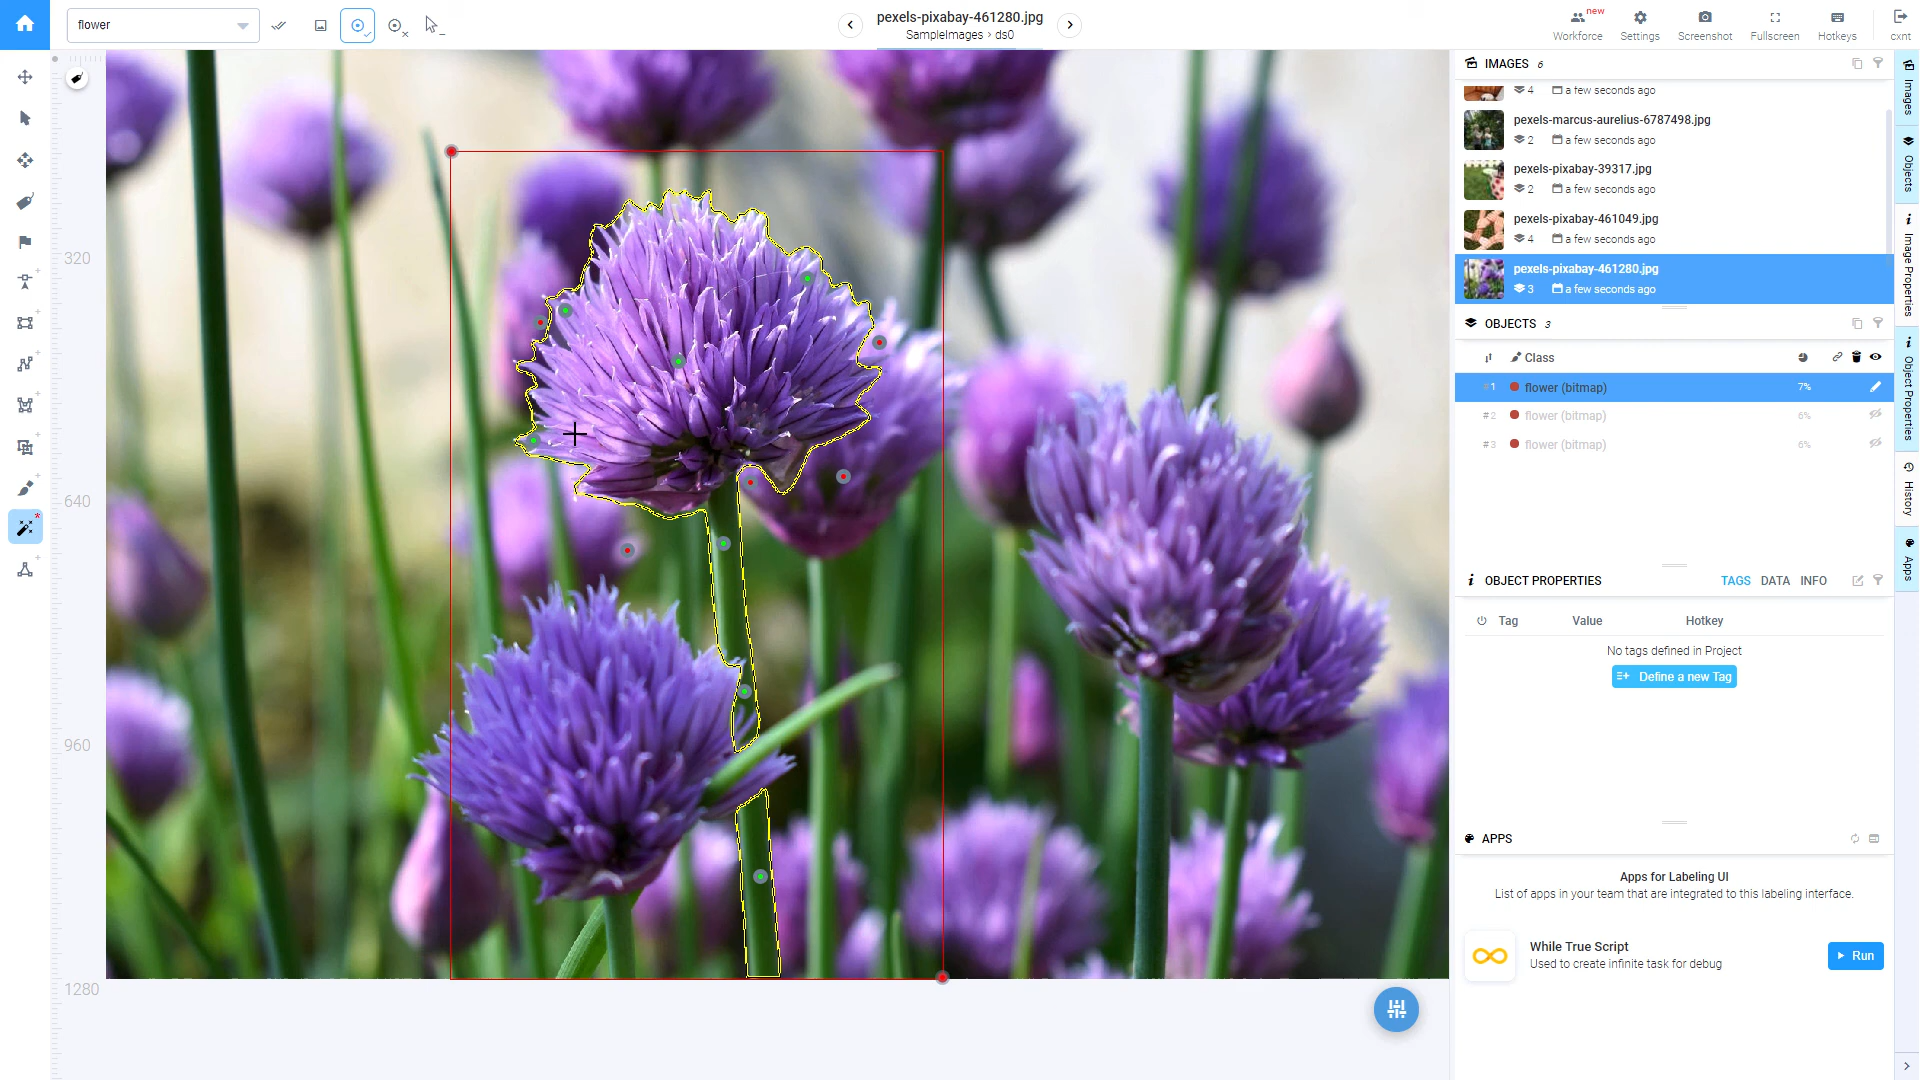 flower
pexels-pixabay-461280.jpg
SampleImages › ds0
new
Workforce
Settings
Screenshot
Fullscreen
Hotkeys
cxnt
320
640
960
1280
IMAGES 6
4 a few seconds ago
pexels-marcus-aurelius-6787498.jpg
2 a few seconds ago
pexels-pixabay-39317.jpg
2 a few seconds ago
pexels-pixabay-461049.jpg
4 a few seconds ago
pexels-pixabay-461280.jpg
3 a few seconds ago
OBJECTS 3
Class
#1 flower (bitmap) 7%
#2 flower (bitmap) 6%
#3 flower (bitmap) 6%
OBJECT PROPERTIES TAGS DATA INFO
Tag Value Hotkey
No tags defined in Project
Define a new Tag
APPS
Apps for Labeling UI
List of apps in your team that are integrated to this labeling interface.
While True Script
Used to create infinite task for debug
Run
Images
Objects
Image Properties
Object Properties
History
Apps